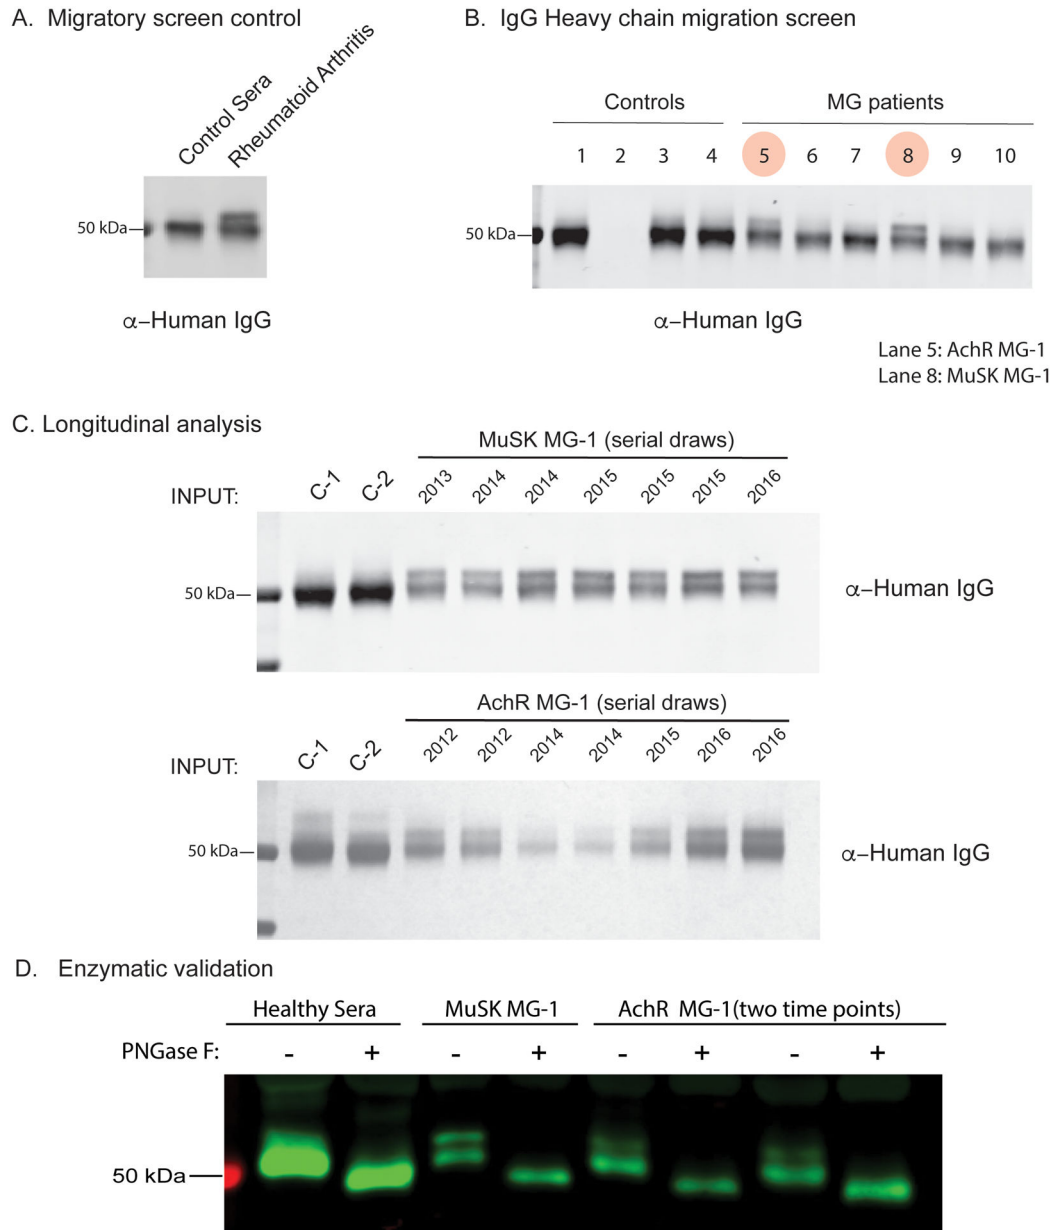 A. Migratory screen control
Control Sera
Rheumatoid Arthritis
50 kDa
α–Human IgG
B. IgG Heavy chain migration screen
Controls MG patients
1 2 3 4 5 6 7 8 9 10
50 kDa
α–Human IgG
Lane 5: AchR MG-1
Lane 8: MuSK MG-1
C. Longitudinal analysis
MuSK MG-1 (serial draws)
INPUT: C-1 C-2 2013 2014 2014 2015 2015 2015 2016
50 kDa
α–Human IgG
AchR MG-1 (serial draws)
INPUT: C-1 C-2 2012 2012 2014 2014 2015 2016 2016
50 kDa
α–Human IgG
D. Enzymatic validation
Healthy Sera MuSK MG-1 AchR MG-1(two time points)
PNGase F: - + - + - + - +
50 kDa